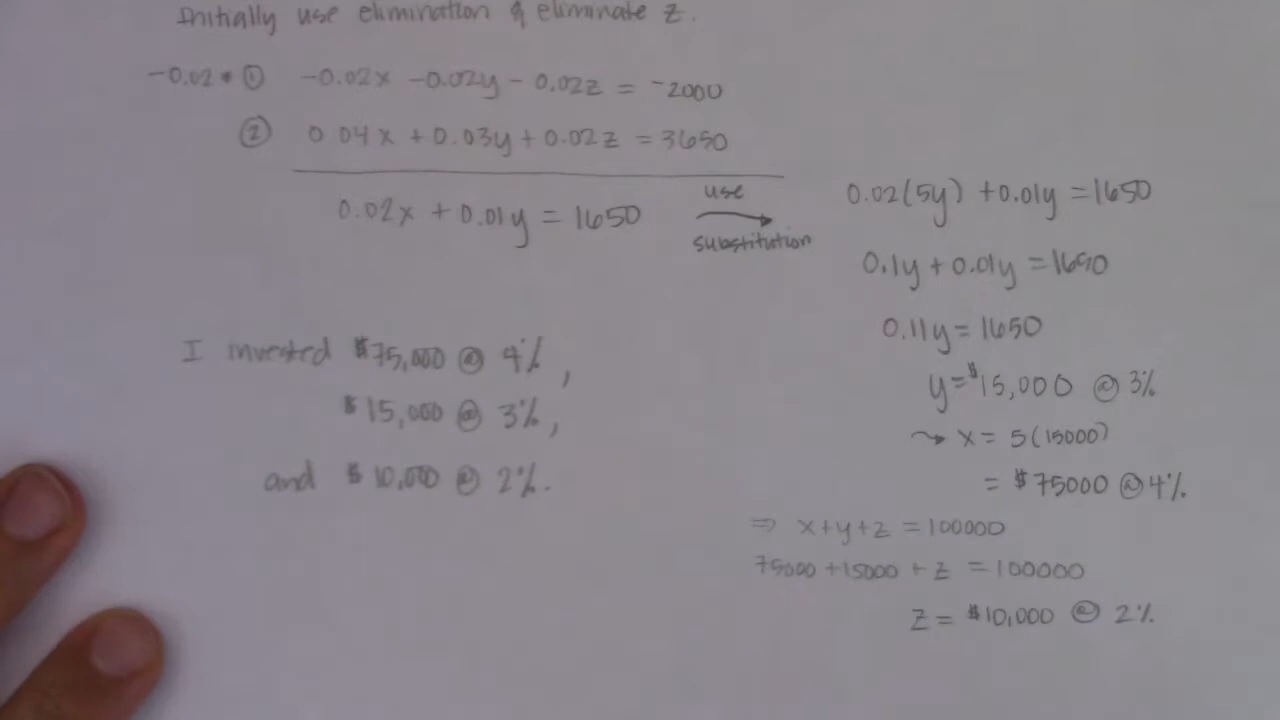 Initially use elimination & eliminate z.
-0.02 * ① -0.02x -0.02y - 0.02z = -2000
② 0.04x + 0.03y + 0.02z = 3650
0.02x + 0.01y = 1650
use
substitution
0.02(5y) + 0.01y = 1650
0.1y + 0.01y = 1650
0.11y = 1650
y = $15,000 @ 3%
→ x = 5(15000)
= $75000 @ 4%
⇒ x+y+z = 100000
75000 + 15000 + z = 100000
z = $10,000 @ 2%
I invested $75,000 @ 4%,
$15,000 @ 3%,
and $10,000 @ 2%.